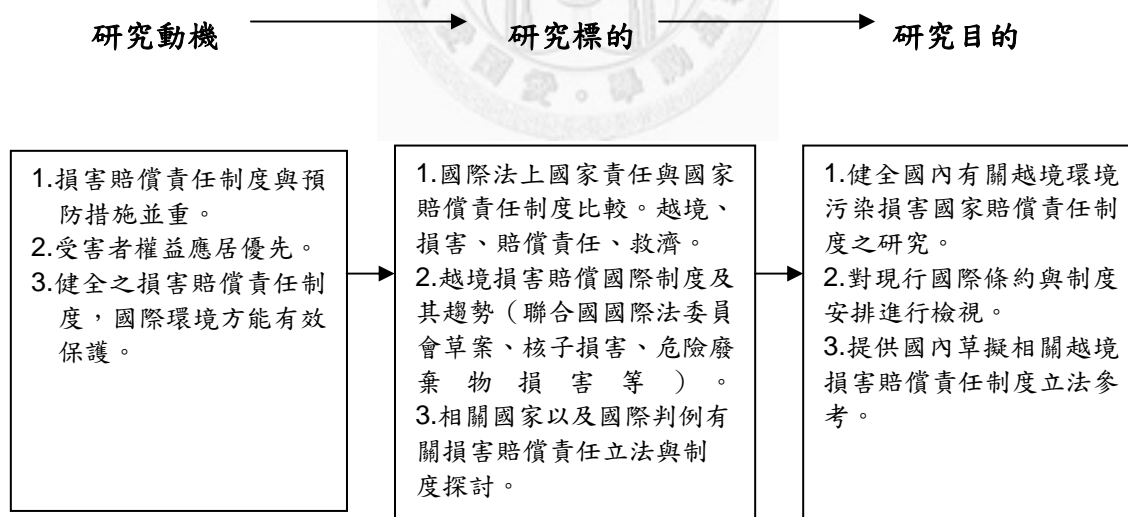 研究動機
研究標的
研究目的
1.損害賠償責任制度與預
防措施並重。
2.受害者權益應居優先。
3.健全之損害賠償責任制
度，國際環境方能有效
保護。
1.國際法上國家責任與國家
賠償責任制度比較。越境、
損害、賠償責任、救濟。
2.越境損害賠償國際制度及
其趨勢（聯合國國際法委員
會草案、核子損害、危險廢
棄物損害等）。
3.相關國家以及國際判例有
關損害賠償責任立法與制
度探討。
1.健全國內有關越境環境
污染損害國家賠償責任制
度之研究。
2.對現行國際條約與制度
安排進行檢視。
3.提供國內草擬相關越境
損害賠償責任制度立法參
考。